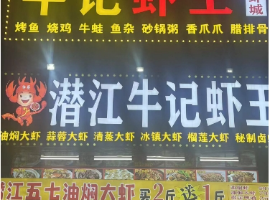 牛记虾王
虾城
烤鱼 烧鸡 牛蛙 鱼杂 砂锅粥 香爪爪 腊排骨
潜江牛记虾王
油焖大虾 蒜蓉大虾 清蒸大虾 冰镇大虾 榴莲大虾 秘制卤
潜江五七油焖大虾 买2斤送1斤